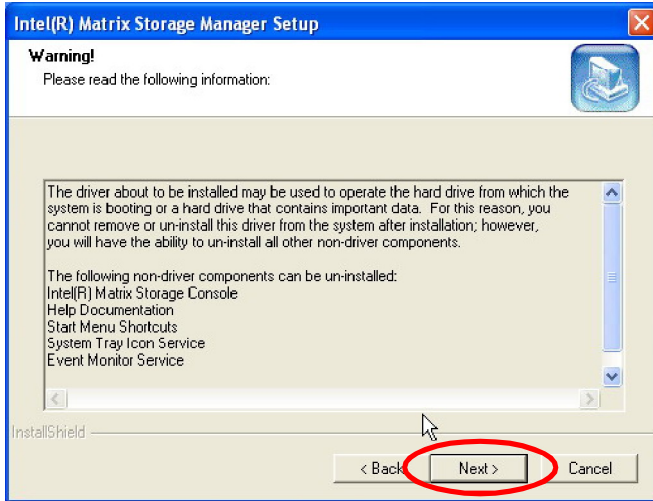 Intel(R) Matrix Storage Manager Setup
Warning!
Please read the following information:
The driver about to be installed may be used to operate the hard drive from which the
system is booting or a hard drive that contains important data. For this reason, you
cannot remove or un-install this driver from the system after installation; however,
you will have the ability to un-install all other non-driver components.
The following non-driver components can be un-installed:
Intel(R) Matrix Storage Console
Help Documentation
Start Menu Shortcuts
System Tray Icon Service
Event Monitor Service
InstallShield
< Back Next > Cancel